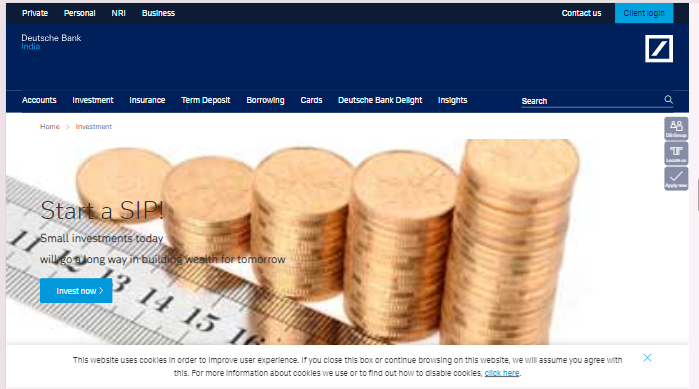 Private Personal NRI Business Contact us Client login
Deutsche Bank
India
Accounts Investment Insurance Term Deposit Borrowing Cards Deutsche Bank Delight Insights Search
Home > Investment
DB Group
Locate us
Apply now
Start a SIP!
Small investments today
will go a long way in building wealth for tomorrow
Invest now >
11 12 13 14 15 16
This website uses cookies in order to improve user experience. If you close this box or continue browsing on this website, we will assume you agree with
this. For more information about cookies we use or to find out how to disable cookies, click here.